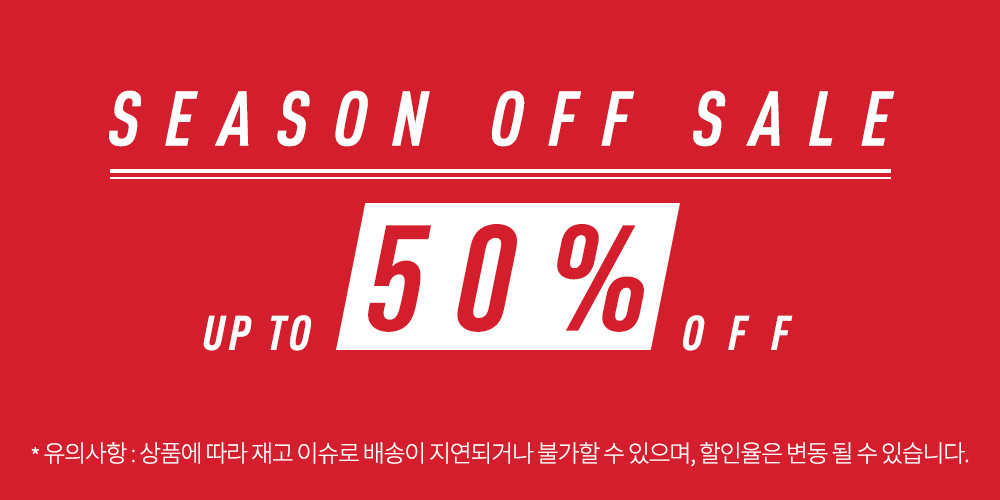 SEASON OFF SALE
UP TO 50% OFF
* 유의사항 : 상품에 따라 재고 이슈로 배송이 지연되거나 불가할 수 있으며, 할인율은 변동 될 수 있습니다.